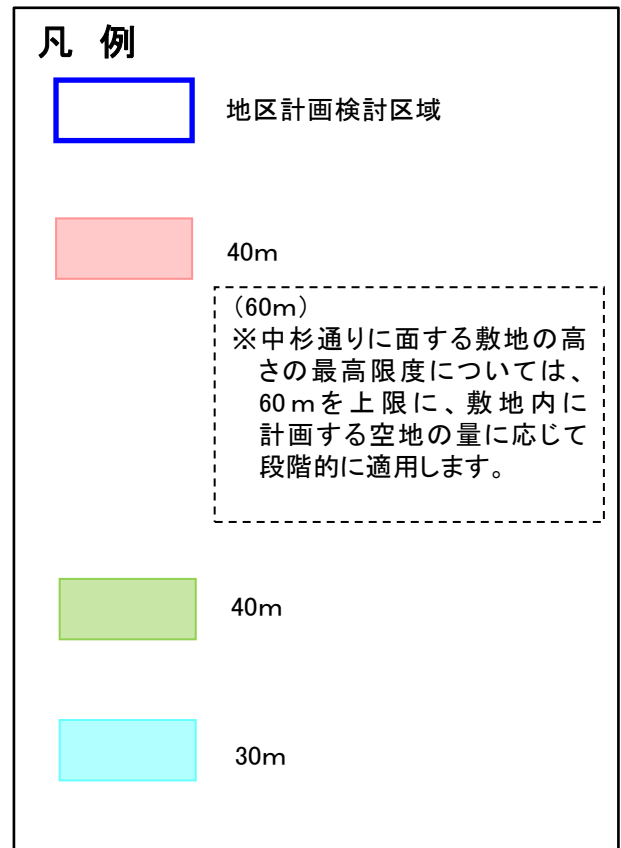 凡 例
地区計画検討区域
40m
(60m)
※中杉通りに面する敷地の高
さの最高限度については、
60mを上限に、敷地内に
計画する空地の量に応じて
段階的に適用します。
40m
30m